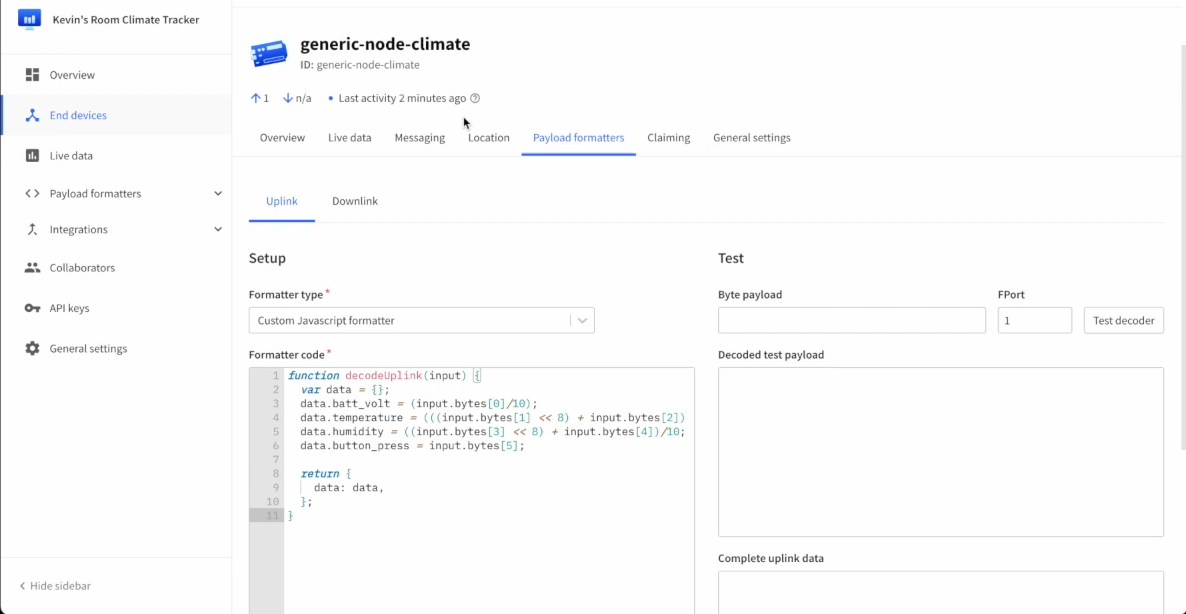 Kevin's Room Climate Tracker
Overview
End devices
Live data
Payload formatters
Integrations
Collaborators
API keys
General settings
Hide sidebar
generic-node-climate
ID: generic-node-climate
1 n/a • Last activity 2 minutes ago
Overview Live data Messaging Location Payload formatters Claiming General settings
Uplink Downlink
Setup
Formatter type*
Custom Javascript formatter
Formatter code*
1 function decodeUplink(input) {
2 var data = {};
3 data.batt_volt = (input.bytes[0]/10);
4 data.temperature = (((input.bytes[1] << 8) + input.bytes[2])
5 data.humidity = ((input.bytes[3] << 8) + input.bytes[4])/10;
6 data.button_press = input.bytes[5];
7
8 return {
9 data: data,
10 };
11 }
Test
Byte payload
FPort
1
Test decoder
Decoded test payload
Complete uplink data